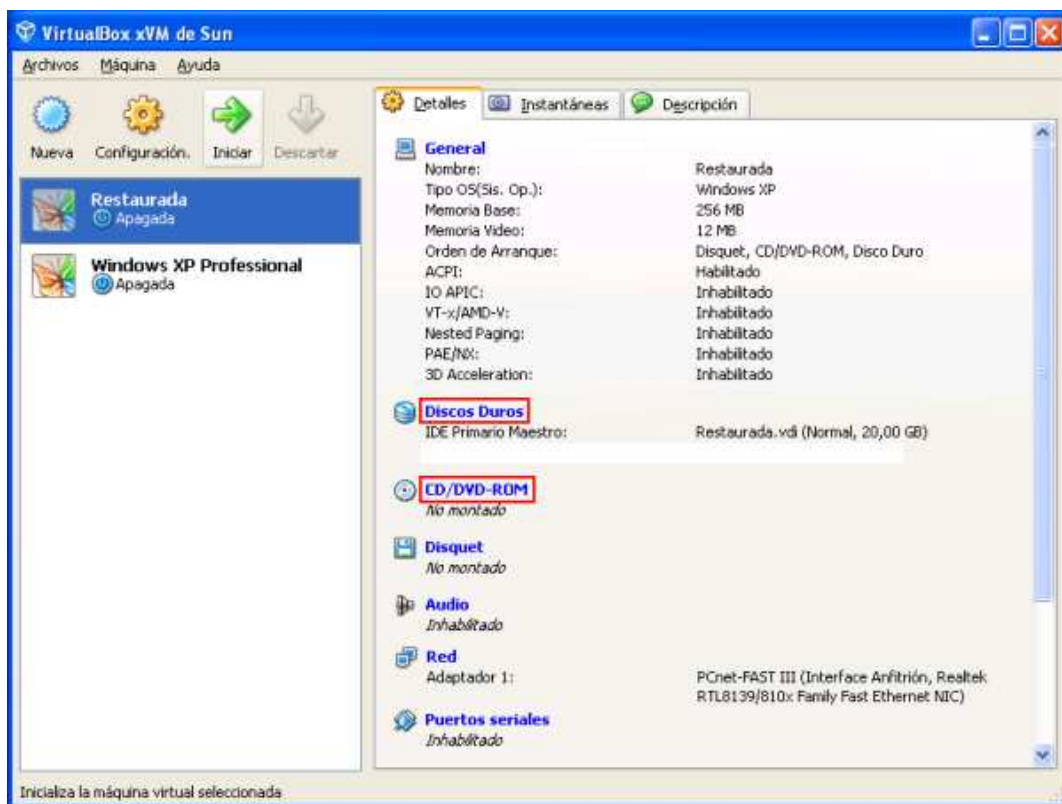 VirtualBox xVM de Sun
Archivos Máquina Ayuda
Nueva Configuración. Iniciar Descartar
Restaurada
Apagada
Windows XP Professional
Apagada
Detalles Instantáneas Descripción
General
Nombre: Restaurada
Tipo OS(Sis. Op.): Windows XP
Memoria Base: 256 MB
Memoria Video: 12 MB
Orden de Arranque: Disquet, CD/DVD-ROM, Disco Duro
ACPI: Habilitado
IO APIC: Inhabilitado
VT-x/AMD-V: Inhabilitado
Nested Paging: Inhabilitado
PAE/NX: Inhabilitado
3D Acceleration: Inhabilitado
Discos Duros
IDE Primario Maestro: Restaurada.vdi (Normal, 20,00 GB)
CD/DVD-ROM
No montado
Disquet
No montado
Audio
Inhabilitado
Red
Adaptador 1: PCnet-FAST III (Interface Anfitrión, Realtek
RTL8139/810x Family Fast Ethernet NIC)
Puertos seriales
Inhabilitado
Inicializa la máquina virtual seleccionada